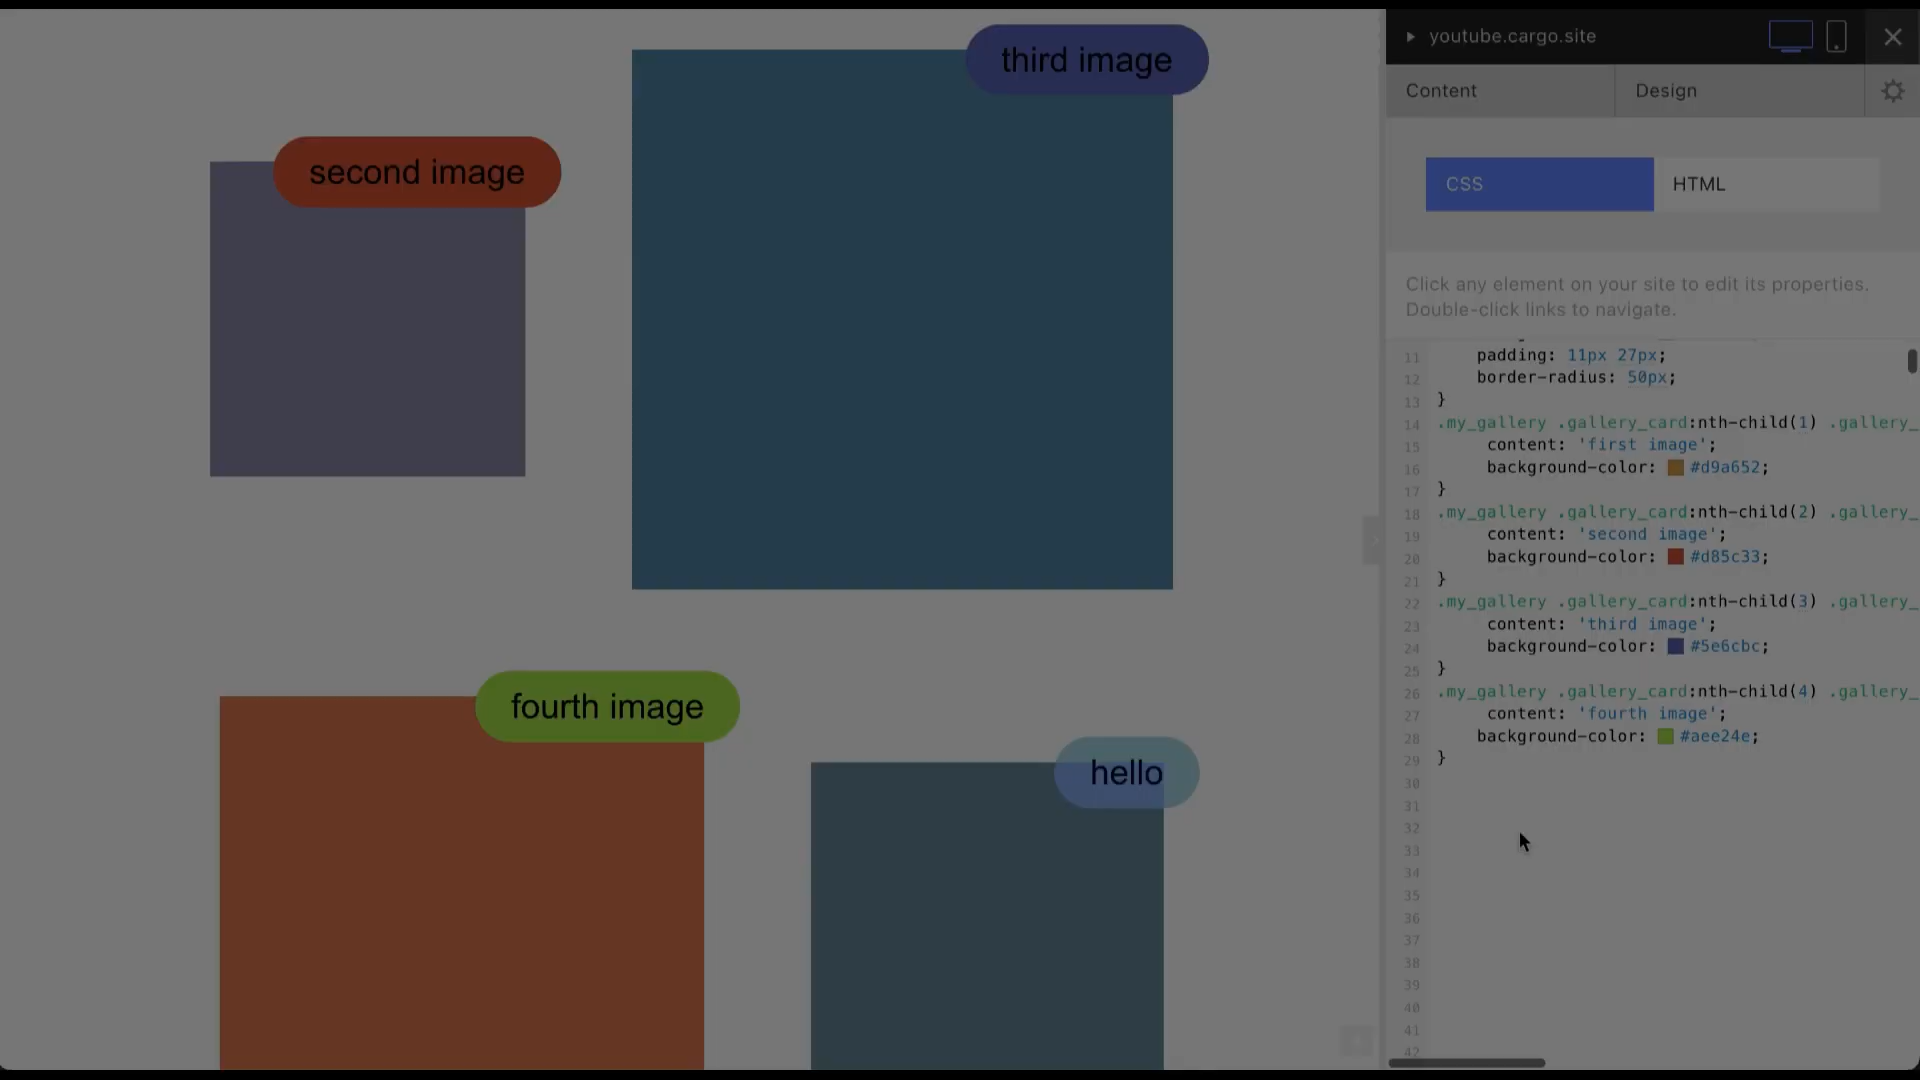 third image
second image
fourth image
hello
youtube.cargo.site
Content
Design
CSS
HTML
Click any element on your site to edit its properties.
Double-click links to navigate.
11 padding: 11px 27px;
12 border-radius: 50px;
13 }
14 .my_gallery .gallery_card:nth-child(1) .gallery_
15 content: 'first image';
16 background-color: #d9a652;
17 }
18 .my_gallery .gallery_card:nth-child(2) .gallery_
19 content: 'second image';
20 background-color: #d85c33;
21 }
22 .my_gallery .gallery_card:nth-child(3) .gallery_
23 content: 'third image';
24 background-color: #5e6cbc;
25 }
26 .my_gallery .gallery_card:nth-child(4) .gallery_
27 content: 'fourth image';
28 background-color: #aee24e;
29 }
30
31
32
33
34
35
36
37
38
39
40
41
42